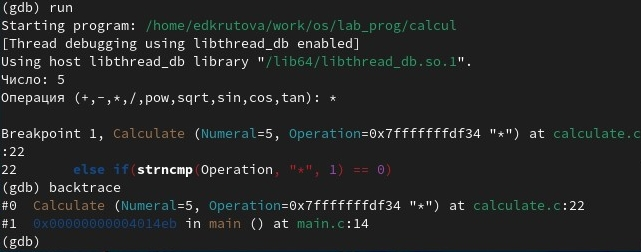 (gdb) run
Starting program: /home/edkrutova/work/os/lab_prog/calcul
[Thread debugging using libthread_db enabled]
Using host libthread_db library "/lib64/libthread_db.so.1".
Число: 5
Операция (+,-,*,/,pow,sqrt,sin,cos,tan): *
Breakpoint 1, Calculate (Numeral=5, Operation=0x7fffffffdf34 "*") at calculate.c
:22
22 else if(strncmp(Operation, "*", 1) == 0)
(gdb) backtrace
#0 Calculate (Numeral=5, Operation=0x7fffffffdf34 "*") at calculate.c:22
#1 0x00000000004014eb in main () at main.c:14
(gdb)